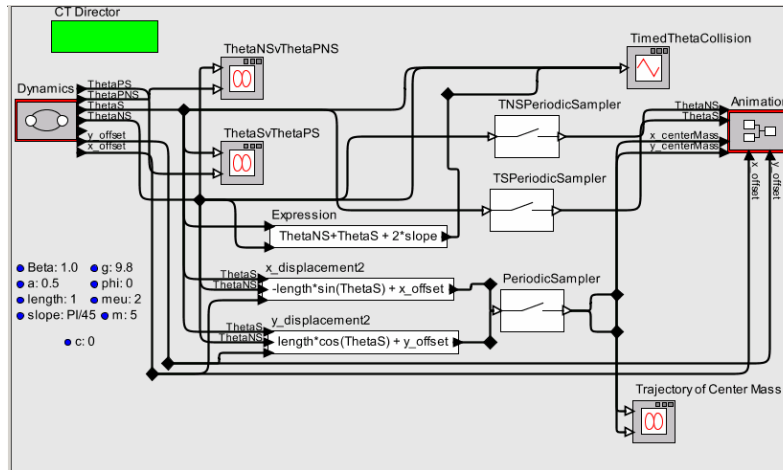 CT Director
ThetaNSvThetaPNS
TimedThetaCollision
Dynamics
ThetaPS
ThetaPNS
ThetaS
ThetaNS
y_offset
x_offset
TNSPeriodicSampler
ThetaNS
ThetaS
x_centerMass
y_centerMass
Animation
x_offset
y_offset
ThetaSvThetaPS
TSPeriodicSampler
Expression
ThetaNS+ThetaS + 2*slope
Beta: 1.0
g: 9.8
a: 0.5
phi: 0
length: 1
meu: 2
slope: PI/45
m: 5
c: 0
x_displacement2
ThetaS
ThetaNS
-length*sin(ThetaS) + x_offset
PeriodicSampler
y_displacement2
ThetaS
ThetaNS
length*cos(ThetaS) + y_offset
Trajectory of Center Mass